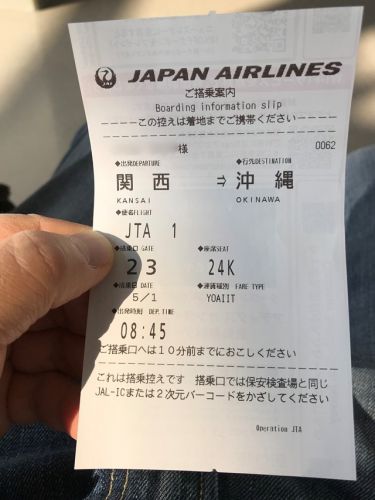 JAL
JAPAN AIRLINES
ご搭乗案内
Boarding information slip
-----この控えは着地までご携帯ください-----
様 0062
◆出発DEPARTURE ◆行先DESTINATION
関西 ⇒ 沖縄
KANSAI OKINAWA
◆便名FLIGHT
JTA 1
◆搭乗口GATE ◆座席SEAT
23 24K
◆搭乗日 DATE ◆運賃種別 FARE TYPE
5/1 YOAIIT
◆出発時刻 DEP.TIME
08:45
ご搭乗口へは10分前までにおこしください
これは搭乗控えです 搭乗口では保安検査場と同じ
JAL-ICまたは2次元バーコードをかざしてください
Operation JTA